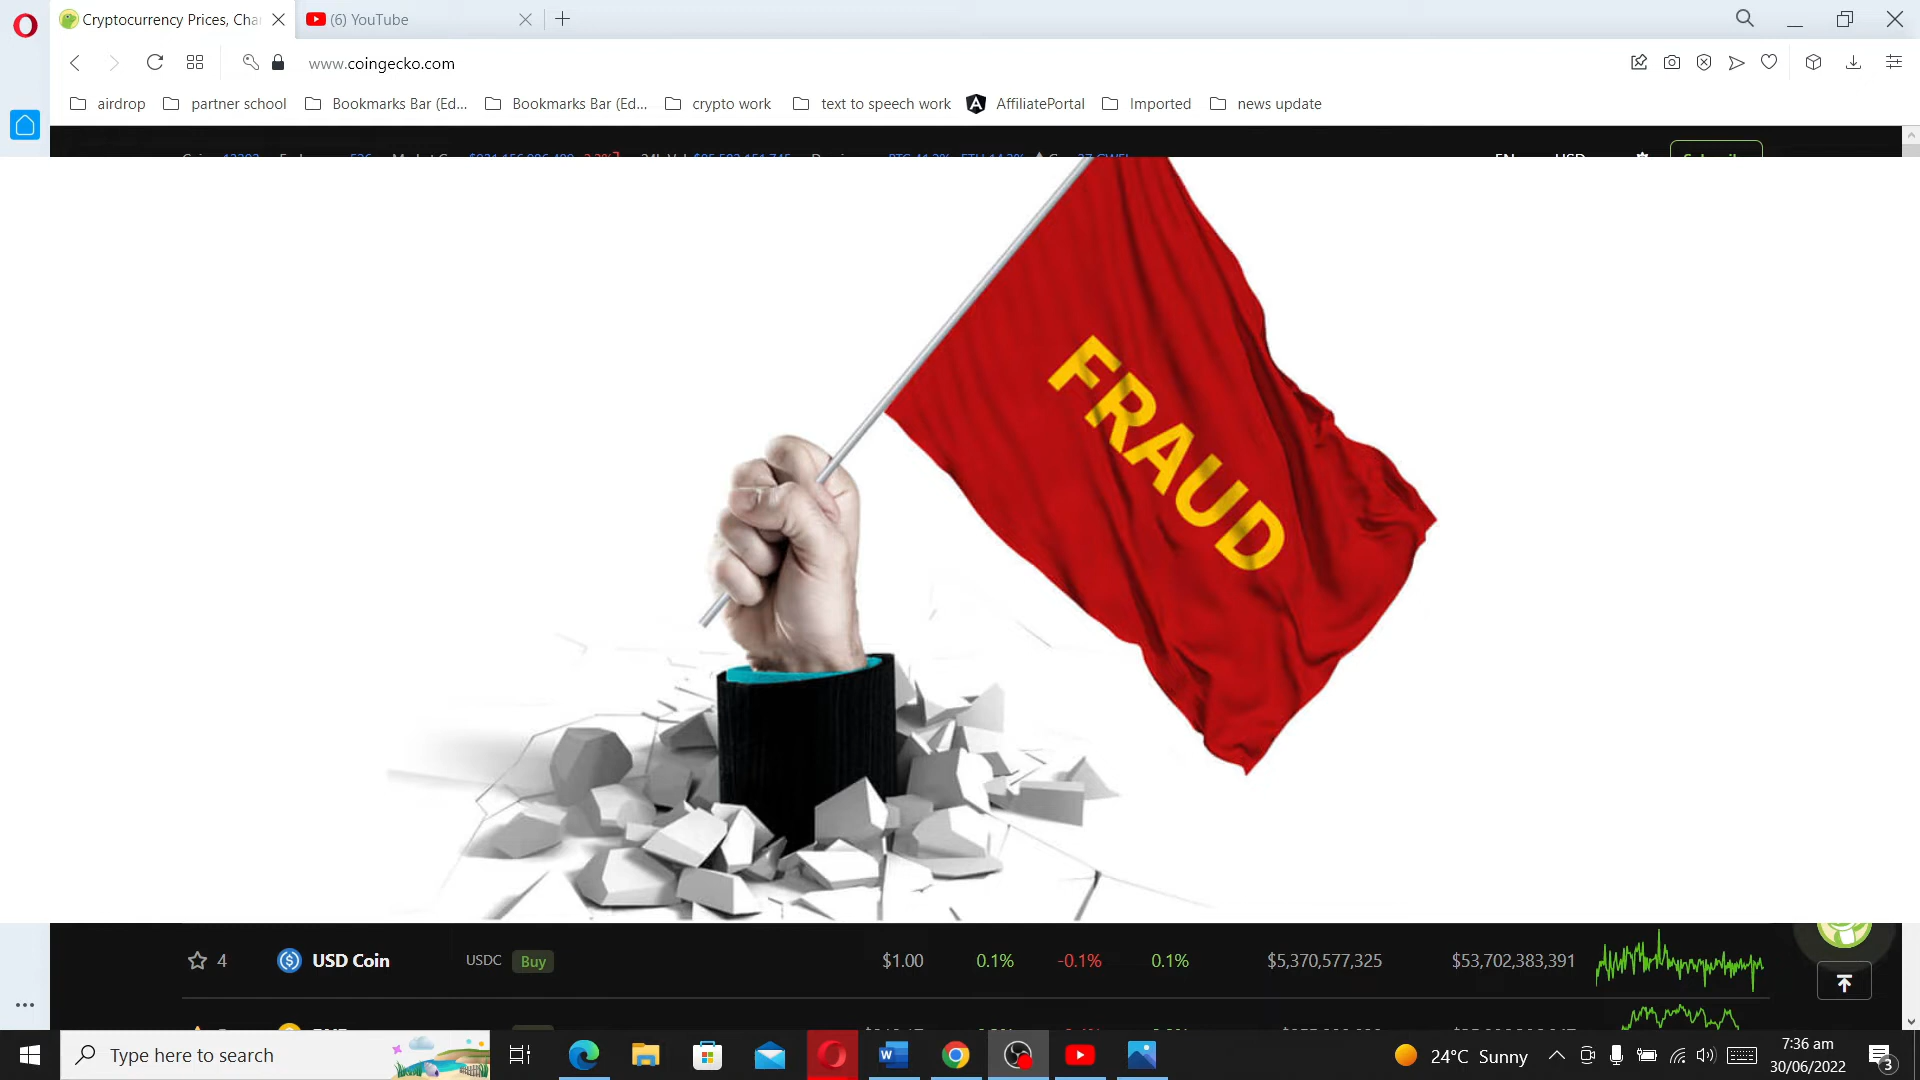 Cryptocurrency Prices, Cha
(6) YouTube
www.coingecko.com
airdrop
partner school
Bookmarks Bar (Ed...
Bookmarks Bar (Ed...
crypto work
text to speech work
AffiliatePortal
Imported
news update
EN
USD
FRAUD
4 USD Coin USDC Buy $1.00 0.1% -0.1% 0.1% $5,370,577,325 $53,702,383,391
Type here to search
24°C Sunny
7:36 am
30/06/2022
3